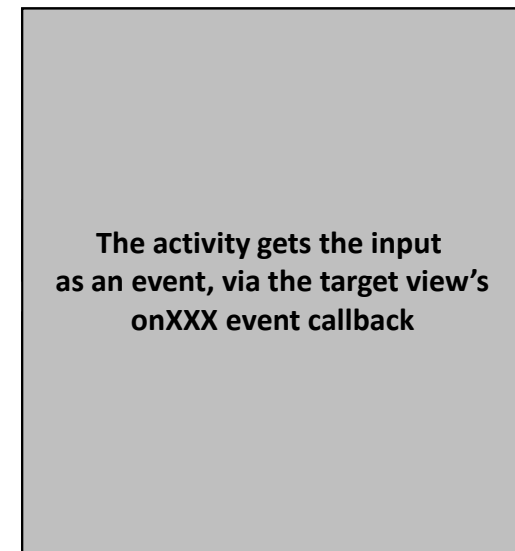 The activity gets the input
as an event, via the target view’s
onXXX event callback